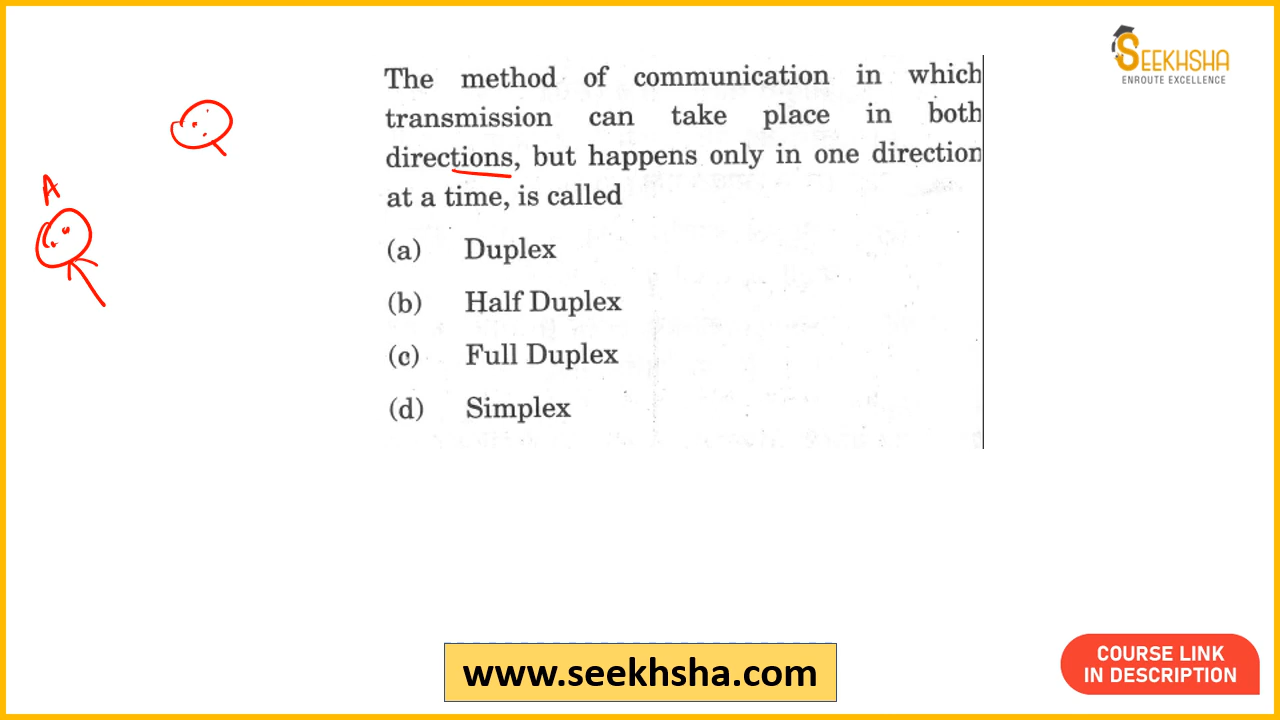 SEEKHSHA
ENROUTE EXCELLENCE
The method of communication in which
transmission can take place in both
directions, but happens only in one direction
at a time, is called
A
(a) Duplex
(b) Half Duplex
(c) Full Duplex
(d) Simplex
www.seekhsha.com
COURSE LINK
IN DESCRIPTION